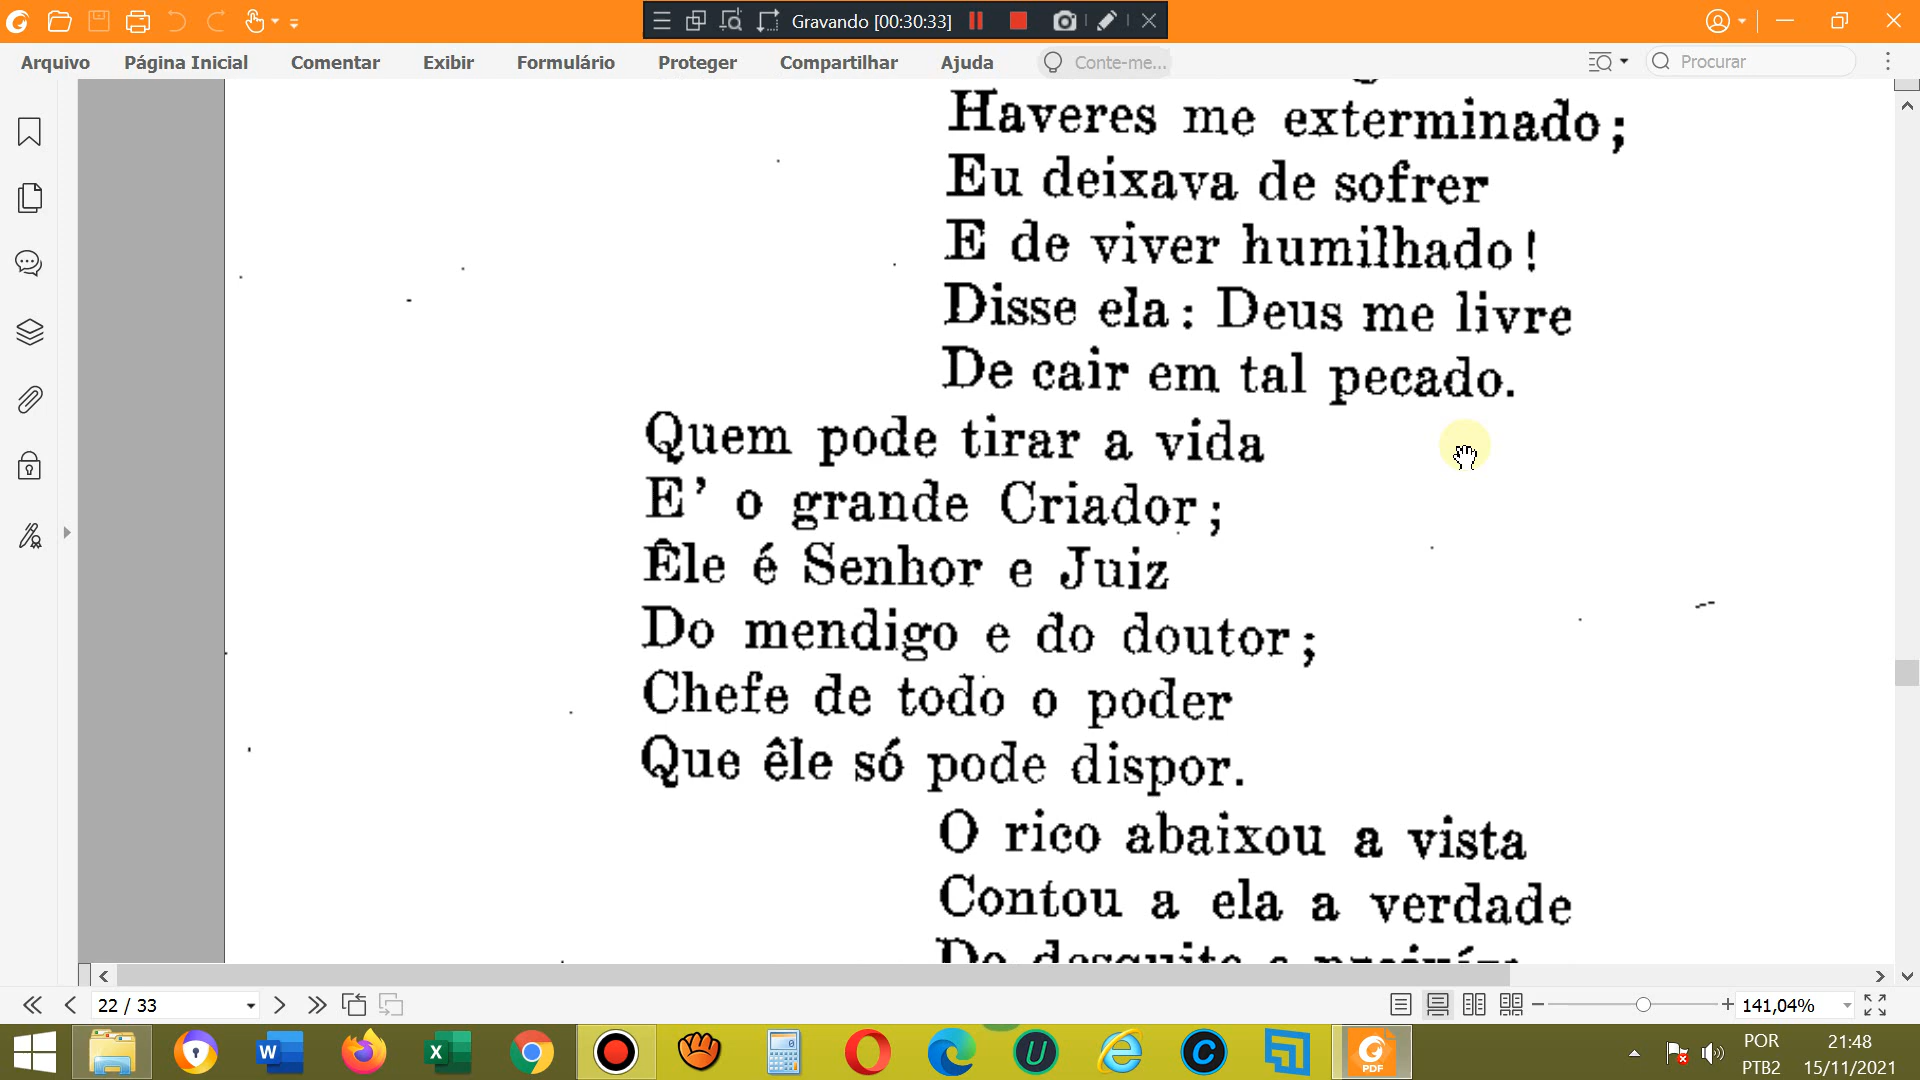 Gravando [00:30:33]
Arquivo Página Inicial Comentar Exibir Formulário Proteger Compartilhar Ajuda Conte-me... Procurar
Haveres me exterminado;
Eu deixava de sofrer
E de viver humilhado!
Disse ela: Deus me livre
De cair em tal pecado.
Quem pode tirar a vida
E' o grande Criador;
Êle é Senhor e Juiz
Do mendigo e do doutor;
Chefe de todo o poder
Que êle só pode dispor.
O rico abaixou a vista
Contou a ela a verdade
22 / 33
141,04%
POR 21:48
PTB2 15/11/2021